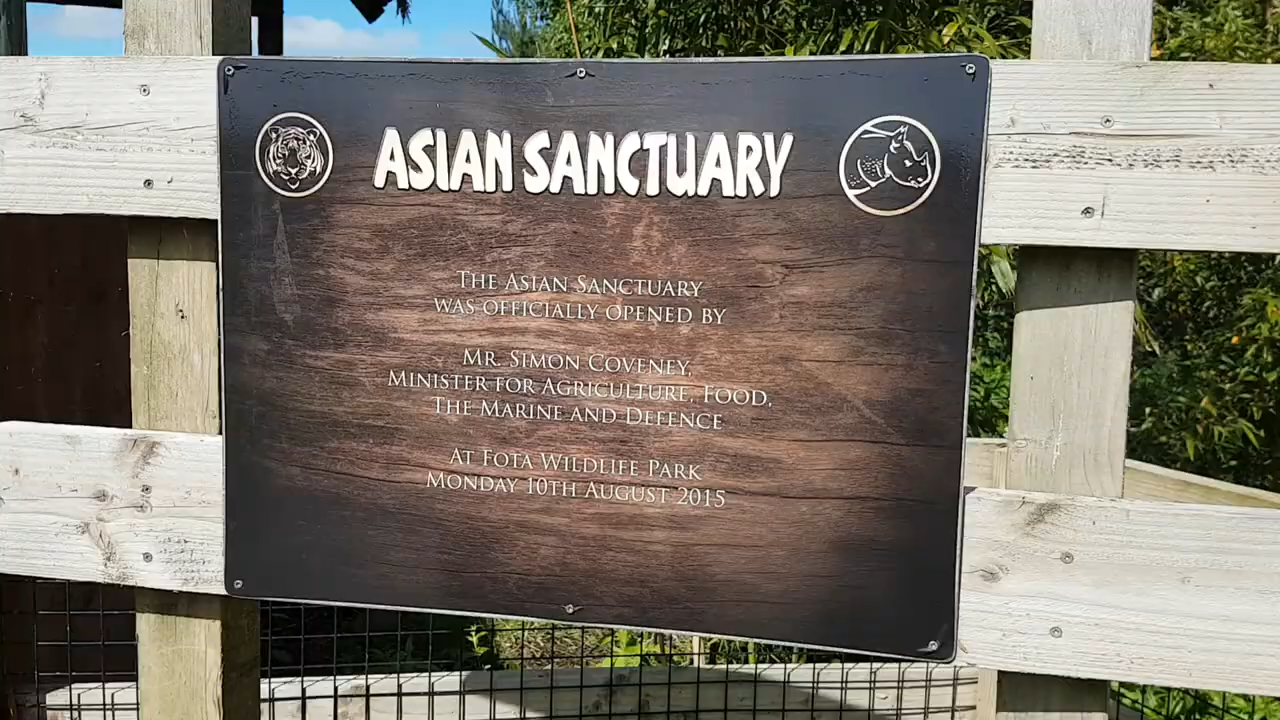 ASIAN SANCTUARY
THE ASIAN SANCTUARY
WAS OFFICIALLY OPENED BY
MR. SIMON COVENEY,
MINISTER FOR AGRICULTURE, FOOD,
THE MARINE AND DEFENCE
AT FOTA WILDLIFE PARK
MONDAY 10TH AUGUST 2015